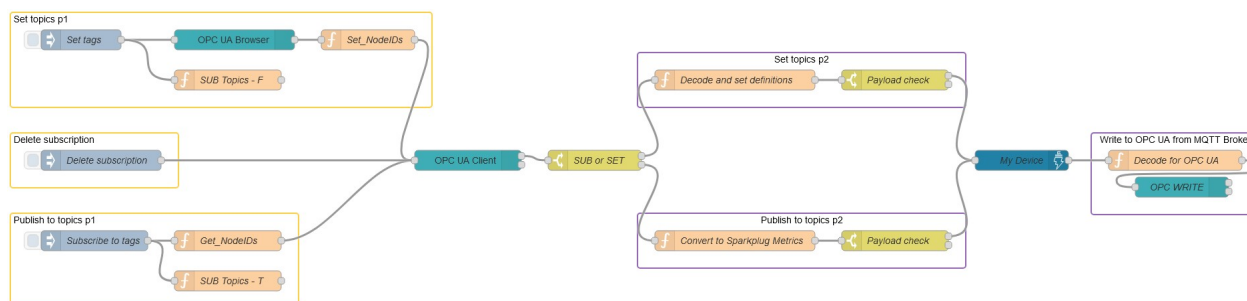 Set topics p1
Set tags
OPC UA Browser
Set_NodeIDs
SUB Topics - F
Delete subscription
Delete subscription
Publish to topics p1
Subscribe to tags
Get_NodeIDs
SUB Topics - T
OPC UA Client
SUB or SET
Set topics p2
Decode and set definitions
Payload check
Publish to topics p2
Convert to Sparkplug Metrics
Payload check
My Device
Write to OPC UA from MQTT Broke
Decode for OPC UA
OPC WRITE